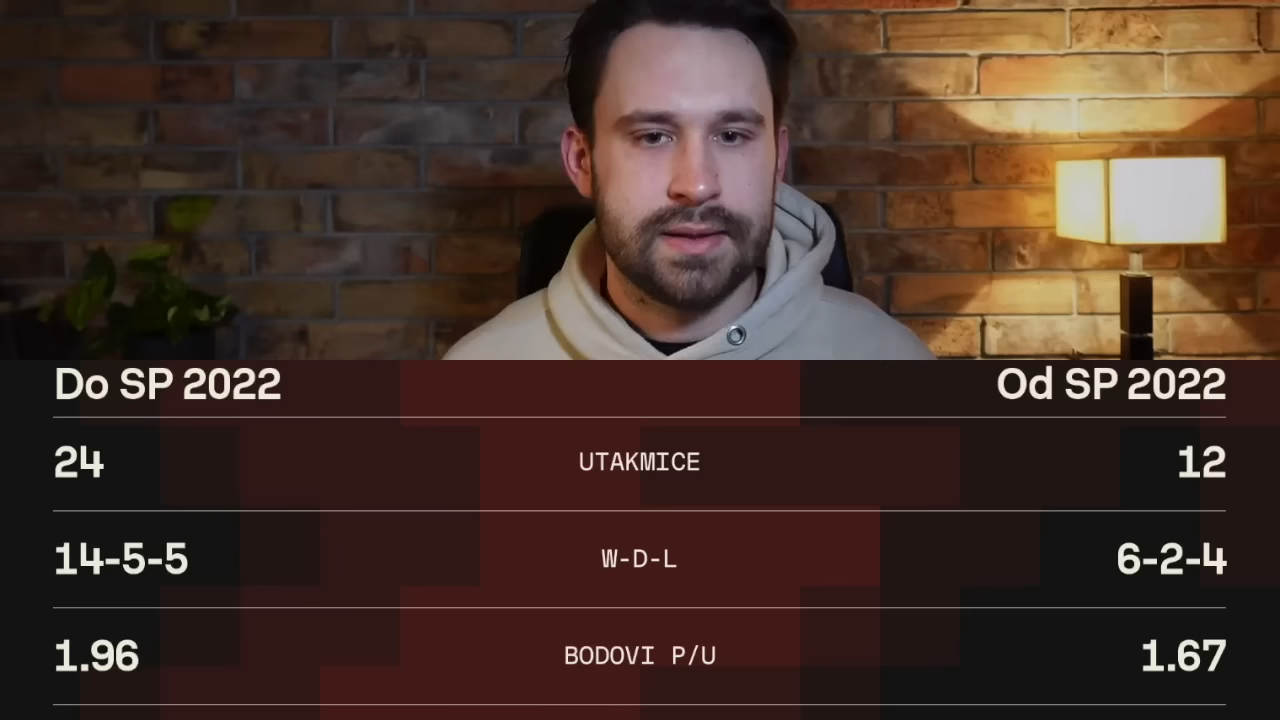 Do SP 2022 Od SP 2022
24 UTAKMICE 12
14-5-5 W-D-L 6-2-4
1.96 BODOVI P/U 1.67